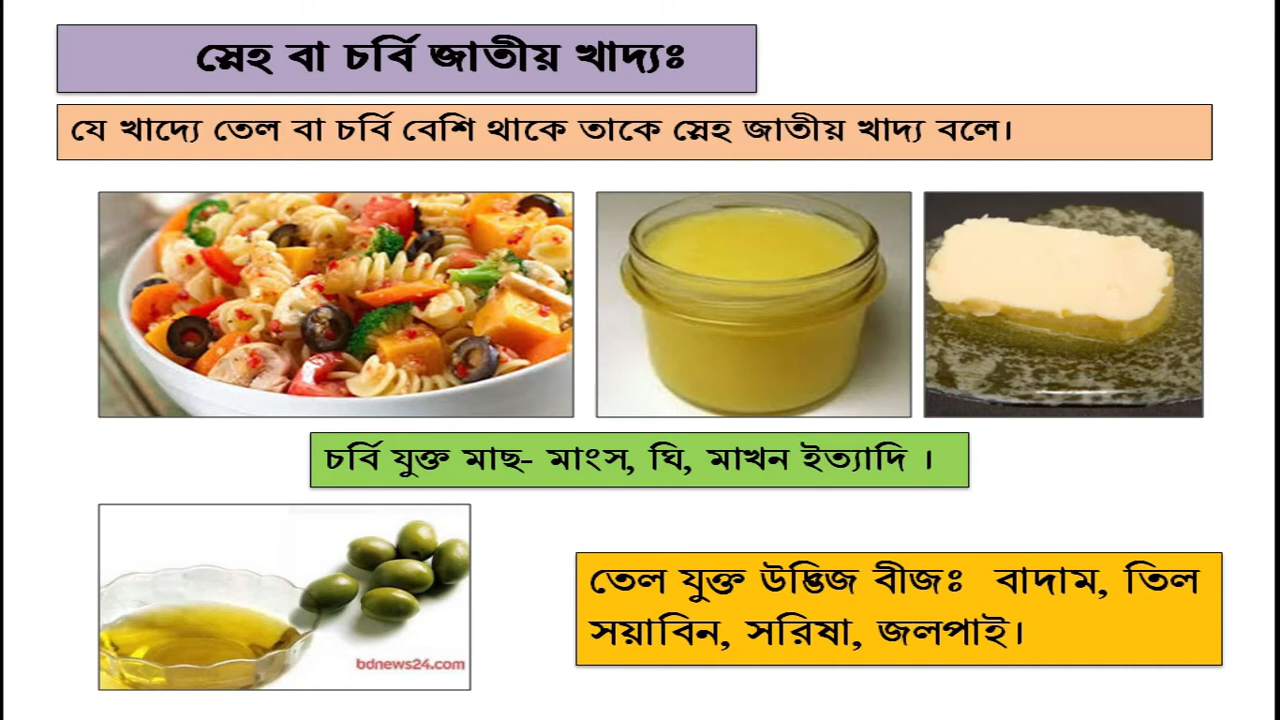 স্নেহ বা চর্বি জাতীয় খাদ্যঃ
যে খাদ্যে তেল বা চর্বি বেশি থাকে তাকে স্নেহ জাতীয় খাদ্য বলে।
চর্বি যুক্ত মাছ- মাংস, ঘি, মাখন ইত্যাদি ।
bdnews24.com
তেল যুক্ত উদ্ভিজ বীজঃ বাদাম, তিল
সয়াবিন, সরিষা, জলপাই।